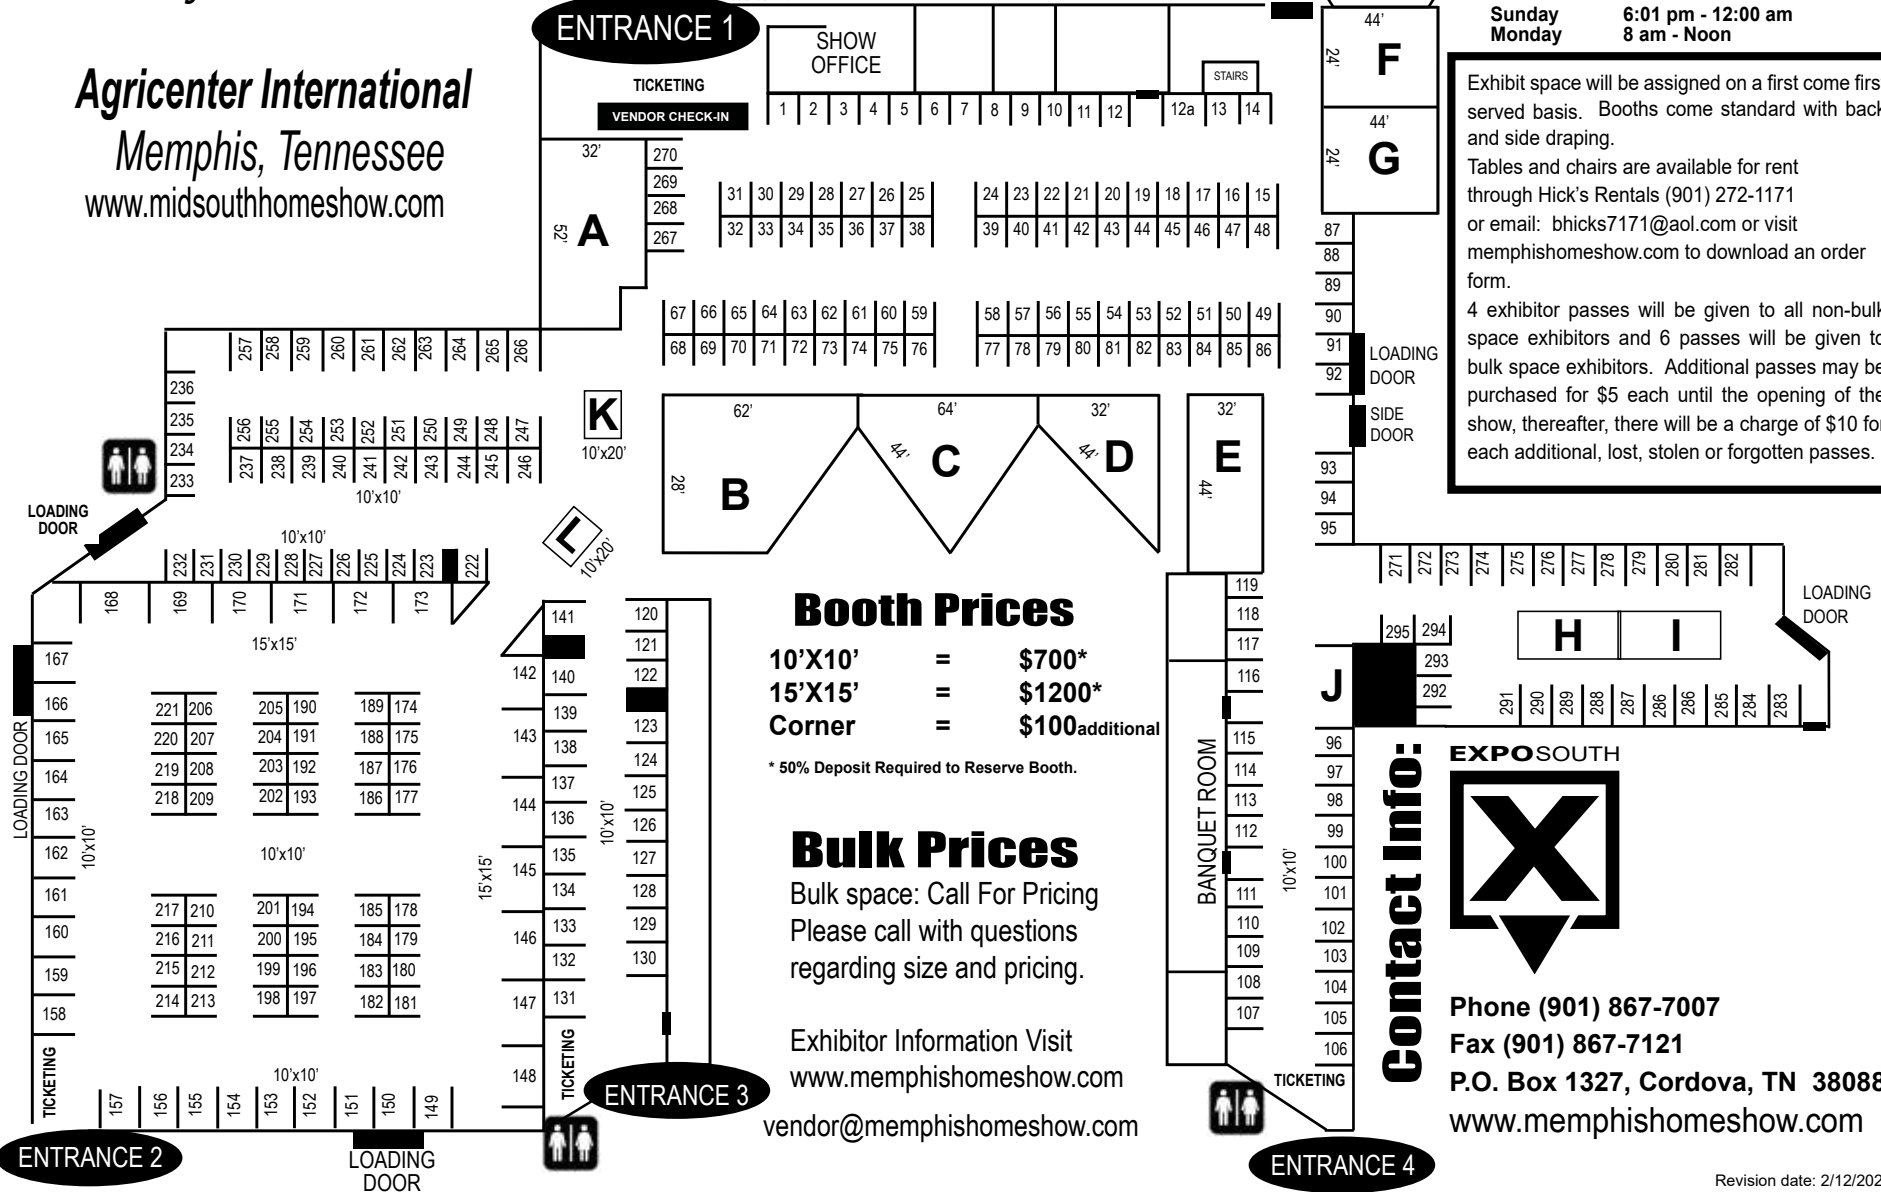 Sunday 6:01 pm - 12:00 am
Monday 8 am - Noon
Agricenter International
Memphis, Tennessee
www.midsouthhomeshow.com
ENTRANCE 1
TICKETING
VENDOR CHECK-IN
SHOW
OFFICE
STAIRS
1 2 3 4 5 6 7 8 9 10 11 12 12a 13 14
44' 24' F
44' 24' G
32' 52' A
270
269
268
267
31 30 29 28 27 26 25 24 23 22 21 20 19 18 17 16 15
32 33 34 35 36 37 38 39 40 41 42 43 44 45 46 47 48
67 66 65 64 63 62 61 60 59 58 57 56 55 54 53 52 51 50 49
68 69 70 71 72 73 74 75 76 77 78 79 80 81 82 83 84 85 86
87
88
89
90
91
92
LOADING
DOOR
SIDE
DOOR
93
94
95
Exhibit space will be assigned on a first come first
served basis. Booths come standard with back
and side draping.
Tables and chairs are available for rent
through Hick's Rentals (901) 272-1171
or email: bhicks7171@aol.com or visit
memphishomeshow.com to download an order
form.
4 exhibitor passes will be given to all non-bulk
space exhibitors and 6 passes will be given to
bulk space exhibitors. Additional passes may be
purchased for $5 each until the opening of the
show, thereafter, there will be a charge of $10 for
each additional, lost, stolen or forgotten passes.
257 258 259 260 261 262 263 264 265 266
236
235
234
233
256 255 254 253 252 251 250 249 248 247
237 238 239 240 241 242 243 244 245 246
10'x10'
K
10'x20'
L
10'x20'
62' 28' B
64' 44' C
32' 44' D
32' 44' E
LOADING
DOOR
10'x10'
232 231 230 229 228 227 226 225 224 223 222
168 169 170 171 172 173
15'x15'
LOADING DOOR
167
166
165
164
163
162
161
160
159
158
10'x10'
TICKETING
221 206 205 190 189 174
220 207 204 191 188 175
219 208 203 192 187 176
218 209 202 193 186 177
10'x10'
217 210 201 194 185 178
216 211 200 195 184 179
215 212 199 196 183 180
214 213 198 197 182 181
10'x10'
157 156 155 154 153 152 151 150 149
ENTRANCE 2
LOADING
DOOR
142
143
144
145
146
147
148
15'x15'
141
140
139
138
137
136
135
134
133
132
131
TICKETING
10'x10'
120
121
122
123
124
125
126
127
128
129
130
ENTRANCE 3
Booth Prices
10'X10' = $700*
15'X15' = $1200*
Corner = $100additional
* 50% Deposit Required to Reserve Booth.
Bulk Prices
Bulk space: Call For Pricing
Please call with questions
regarding size and pricing.
Exhibitor Information Visit
www.memphishomeshow.com
vendor@memphishomeshow.com
119
118
117
116
115
114
113
112
111
110
109
108
107
BANQUET ROOM
10'x10'
J
96
97
98
99
100
101
102
103
104
105
106
TICKETING
ENTRANCE 4
271 272 273 274 275 276 277 278 279 280 281 282
LOADING
DOOR
295 294
293
292
H I
291 290 289 288 287 286 286 285 284 283
Contact Info:
EXPOSOUTH
X
Phone (901) 867-7007
Fax (901) 867-7121
P.O. Box 1327, Cordova, TN 38088
www.memphishomeshow.com
Revision date: 2/12/202